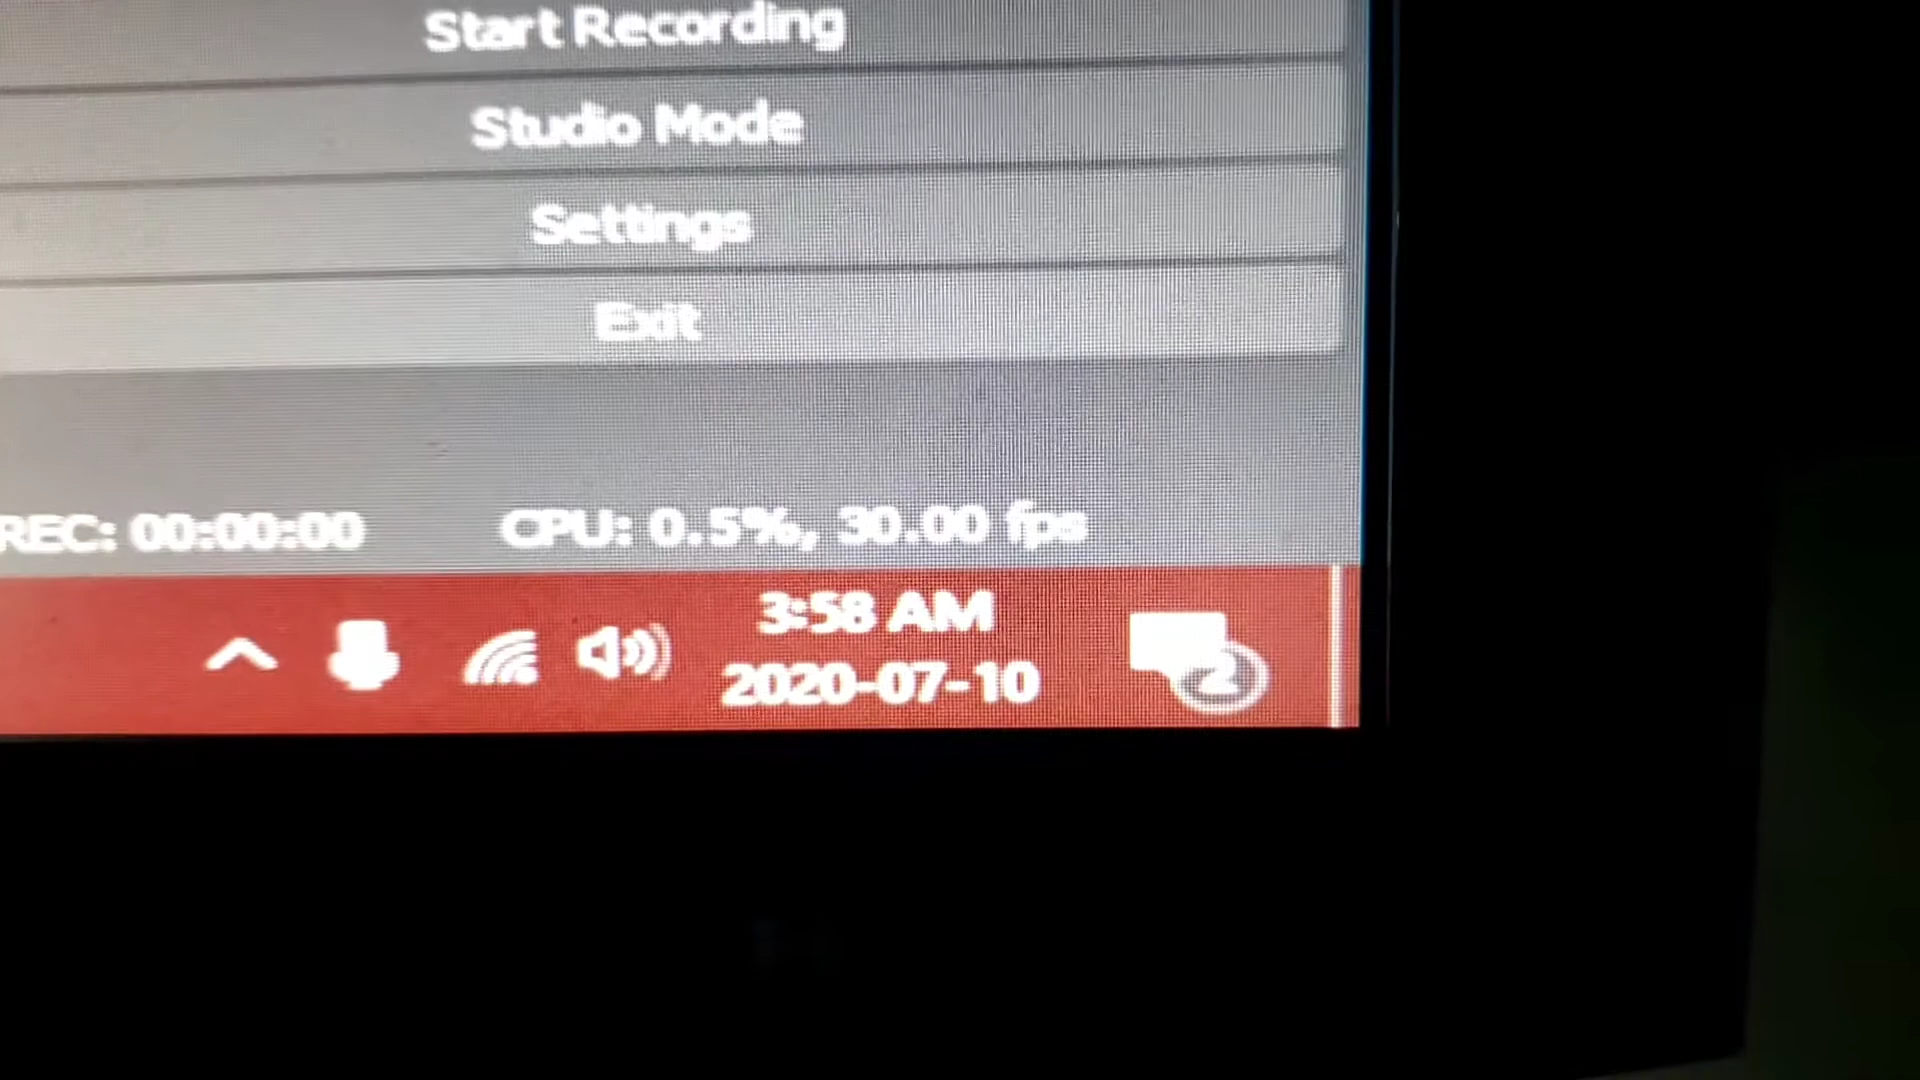 Start Recording
Studio Mode
Settings
Exit
REC: 00:00:00
CPU: 0.5%, 30.00 fps
3:58 AM
2020-07-10
2